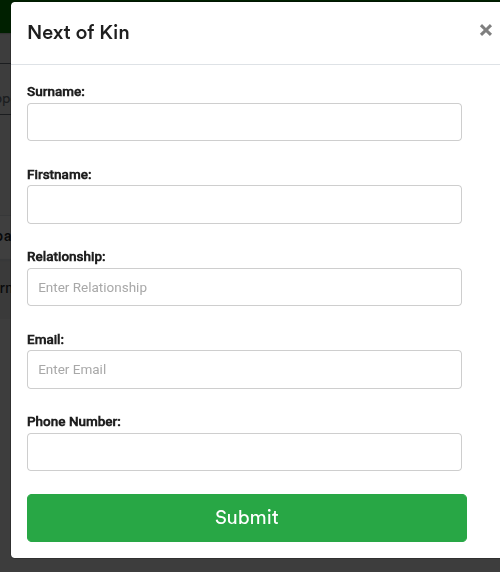 Next of Kin ×
Surname:
Firstname:
Relationship:
Enter Relationship
Email:
Enter Email
Phone Number:
Submit